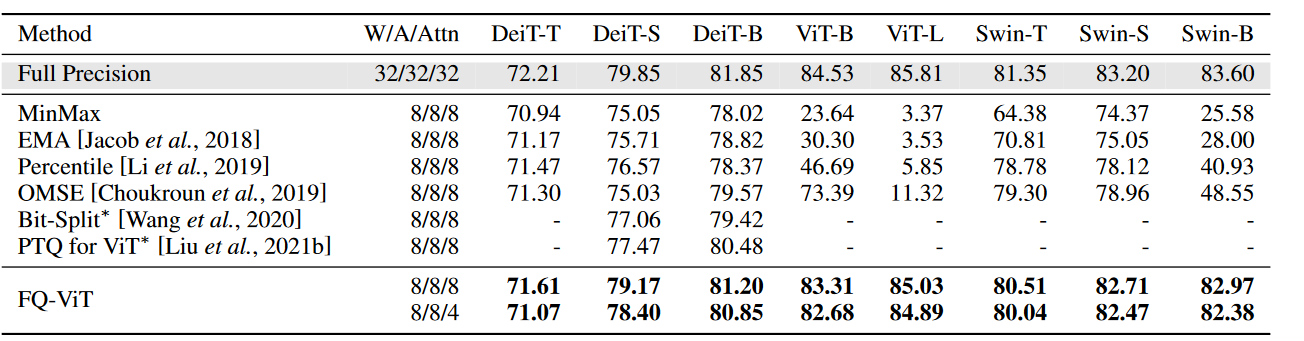 Method W/A/Attn DeiT-T DeiT-S DeiT-B ViT-B ViT-L Swin-T Swin-S Swin-B
Full Precision 32/32/32 72.21 79.85 81.85 84.53 85.81 81.35 83.20 83.60
MinMax 8/8/8 70.94 75.05 78.02 23.64 3.37 64.38 74.37 25.58
EMA [Jacob et al., 2018] 8/8/8 71.17 75.71 78.82 30.30 3.53 70.81 75.05 28.00
Percentile [Li et al., 2019] 8/8/8 71.47 76.57 78.37 46.69 5.85 78.78 78.12 40.93
OMSE [Choukroun et al., 2019] 8/8/8 71.30 75.03 79.57 73.39 11.32 79.30 78.96 48.55
Bit-Split* [Wang et al., 2020] 8/8/8 - 77.06 79.42 - - - - -
PTQ for ViT* [Liu et al., 2021b] 8/8/8 - 77.47 80.48 - - - - -
FQ-ViT 8/8/8 71.61 79.17 81.20 83.31 85.03 80.51 82.71 82.97
8/8/4 71.07 78.40 80.85 82.68 84.89 80.04 82.47 82.38